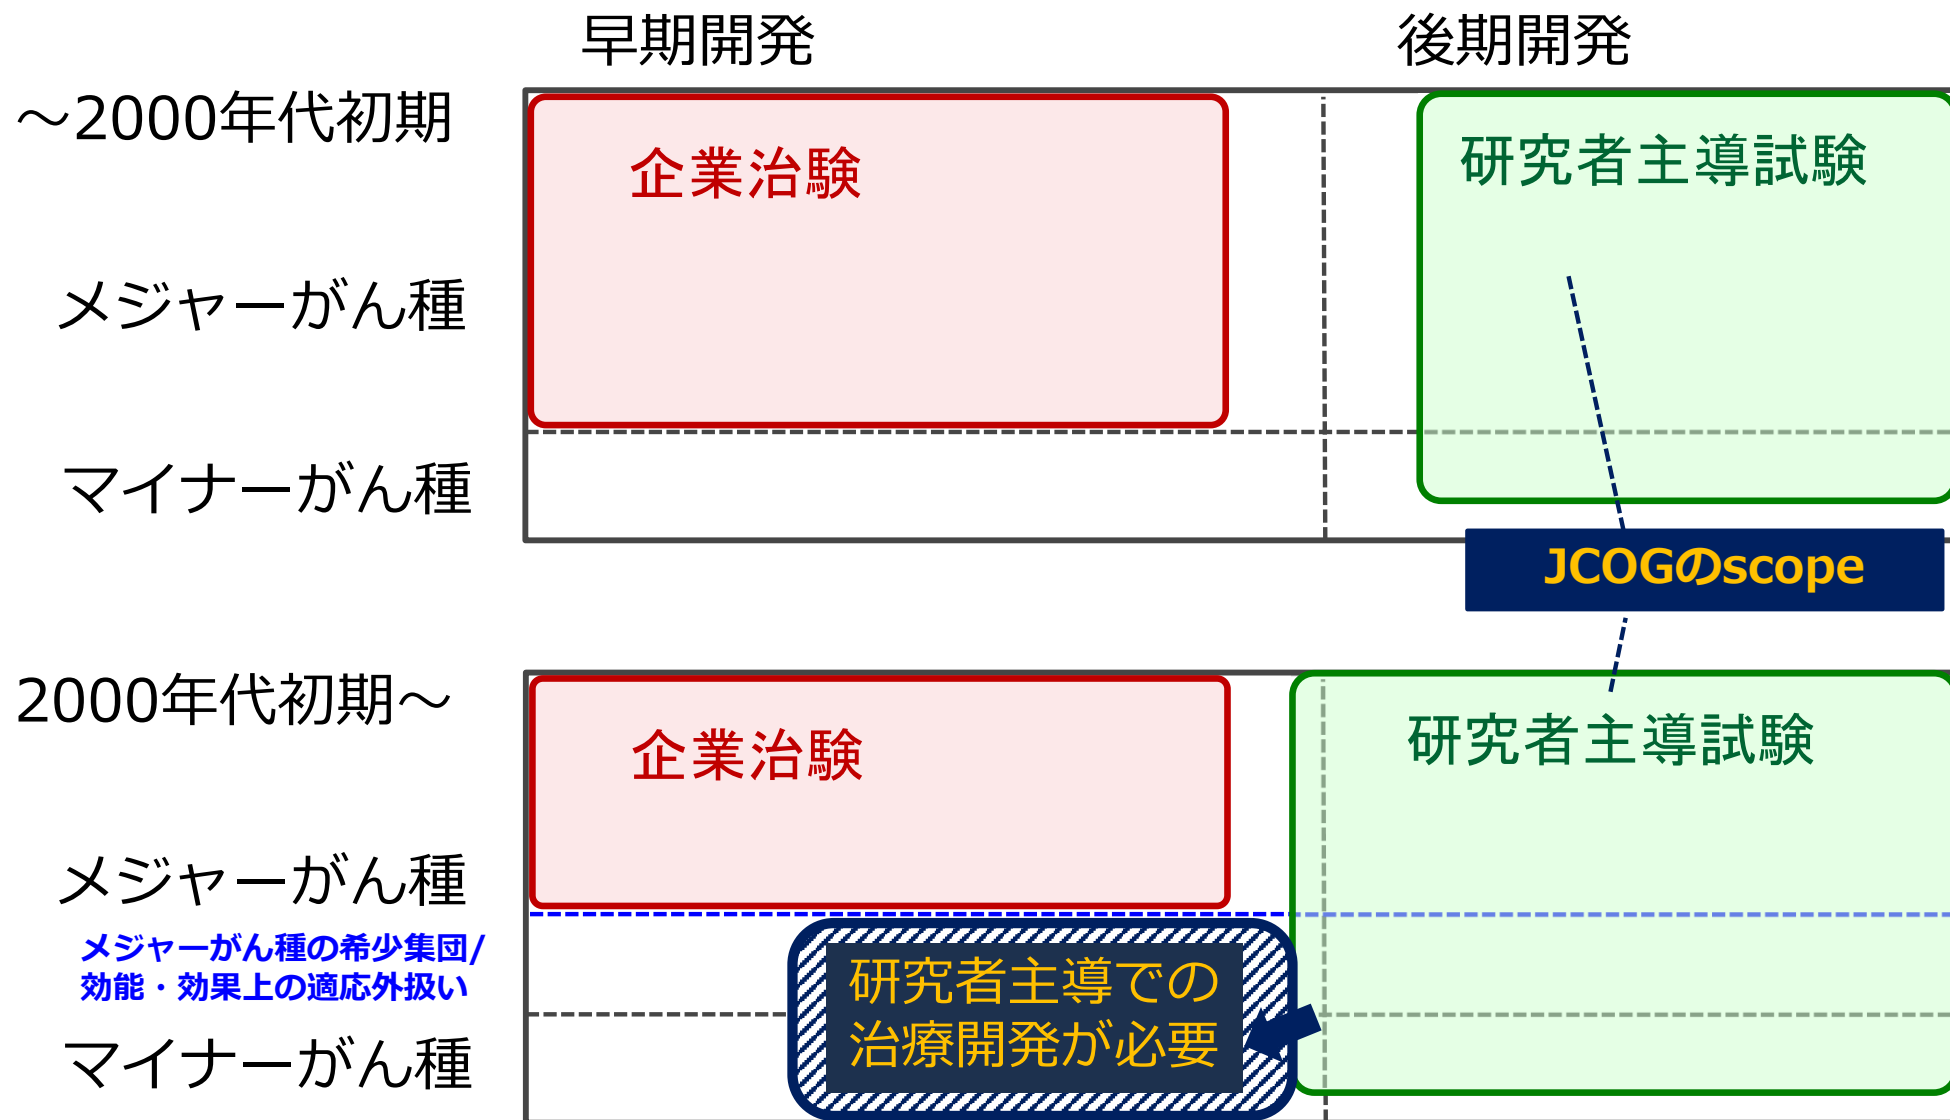 早期開発
後期開発
～2000年代初期
企業治験
研究者主導試験
メジャーがん種
マイナーがん種
JCOGのscope
2000年代初期～
企業治験
研究者主導試験
メジャーがん種
メジャーがん種の希少集団/
効能・効果上の適応外扱い
研究者主導での
治療開発が必要
マイナーがん種